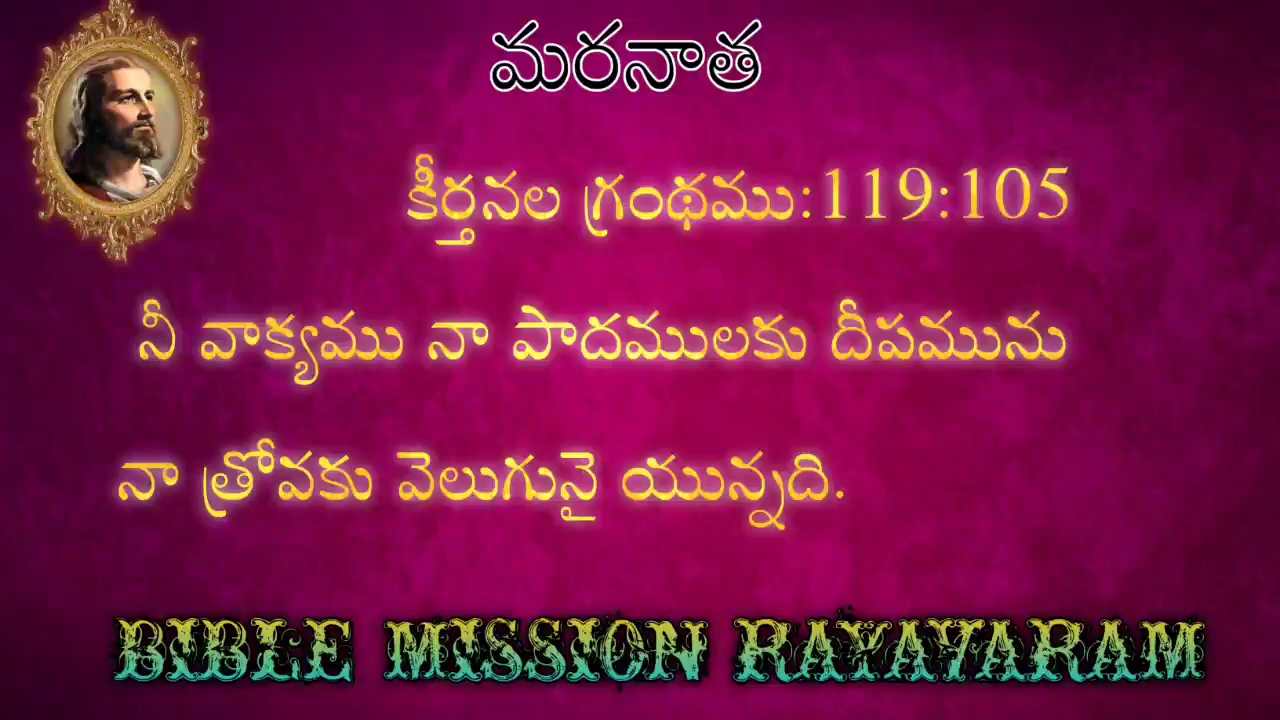 మరనాత
కీర్తనల గ్రంథము:119:105
నీ వాక్యము నా పాదములకు దీపమును
నా త్రోవకు వెలుగునై యున్నది.
BIBLE MISSION RAYAVARAM